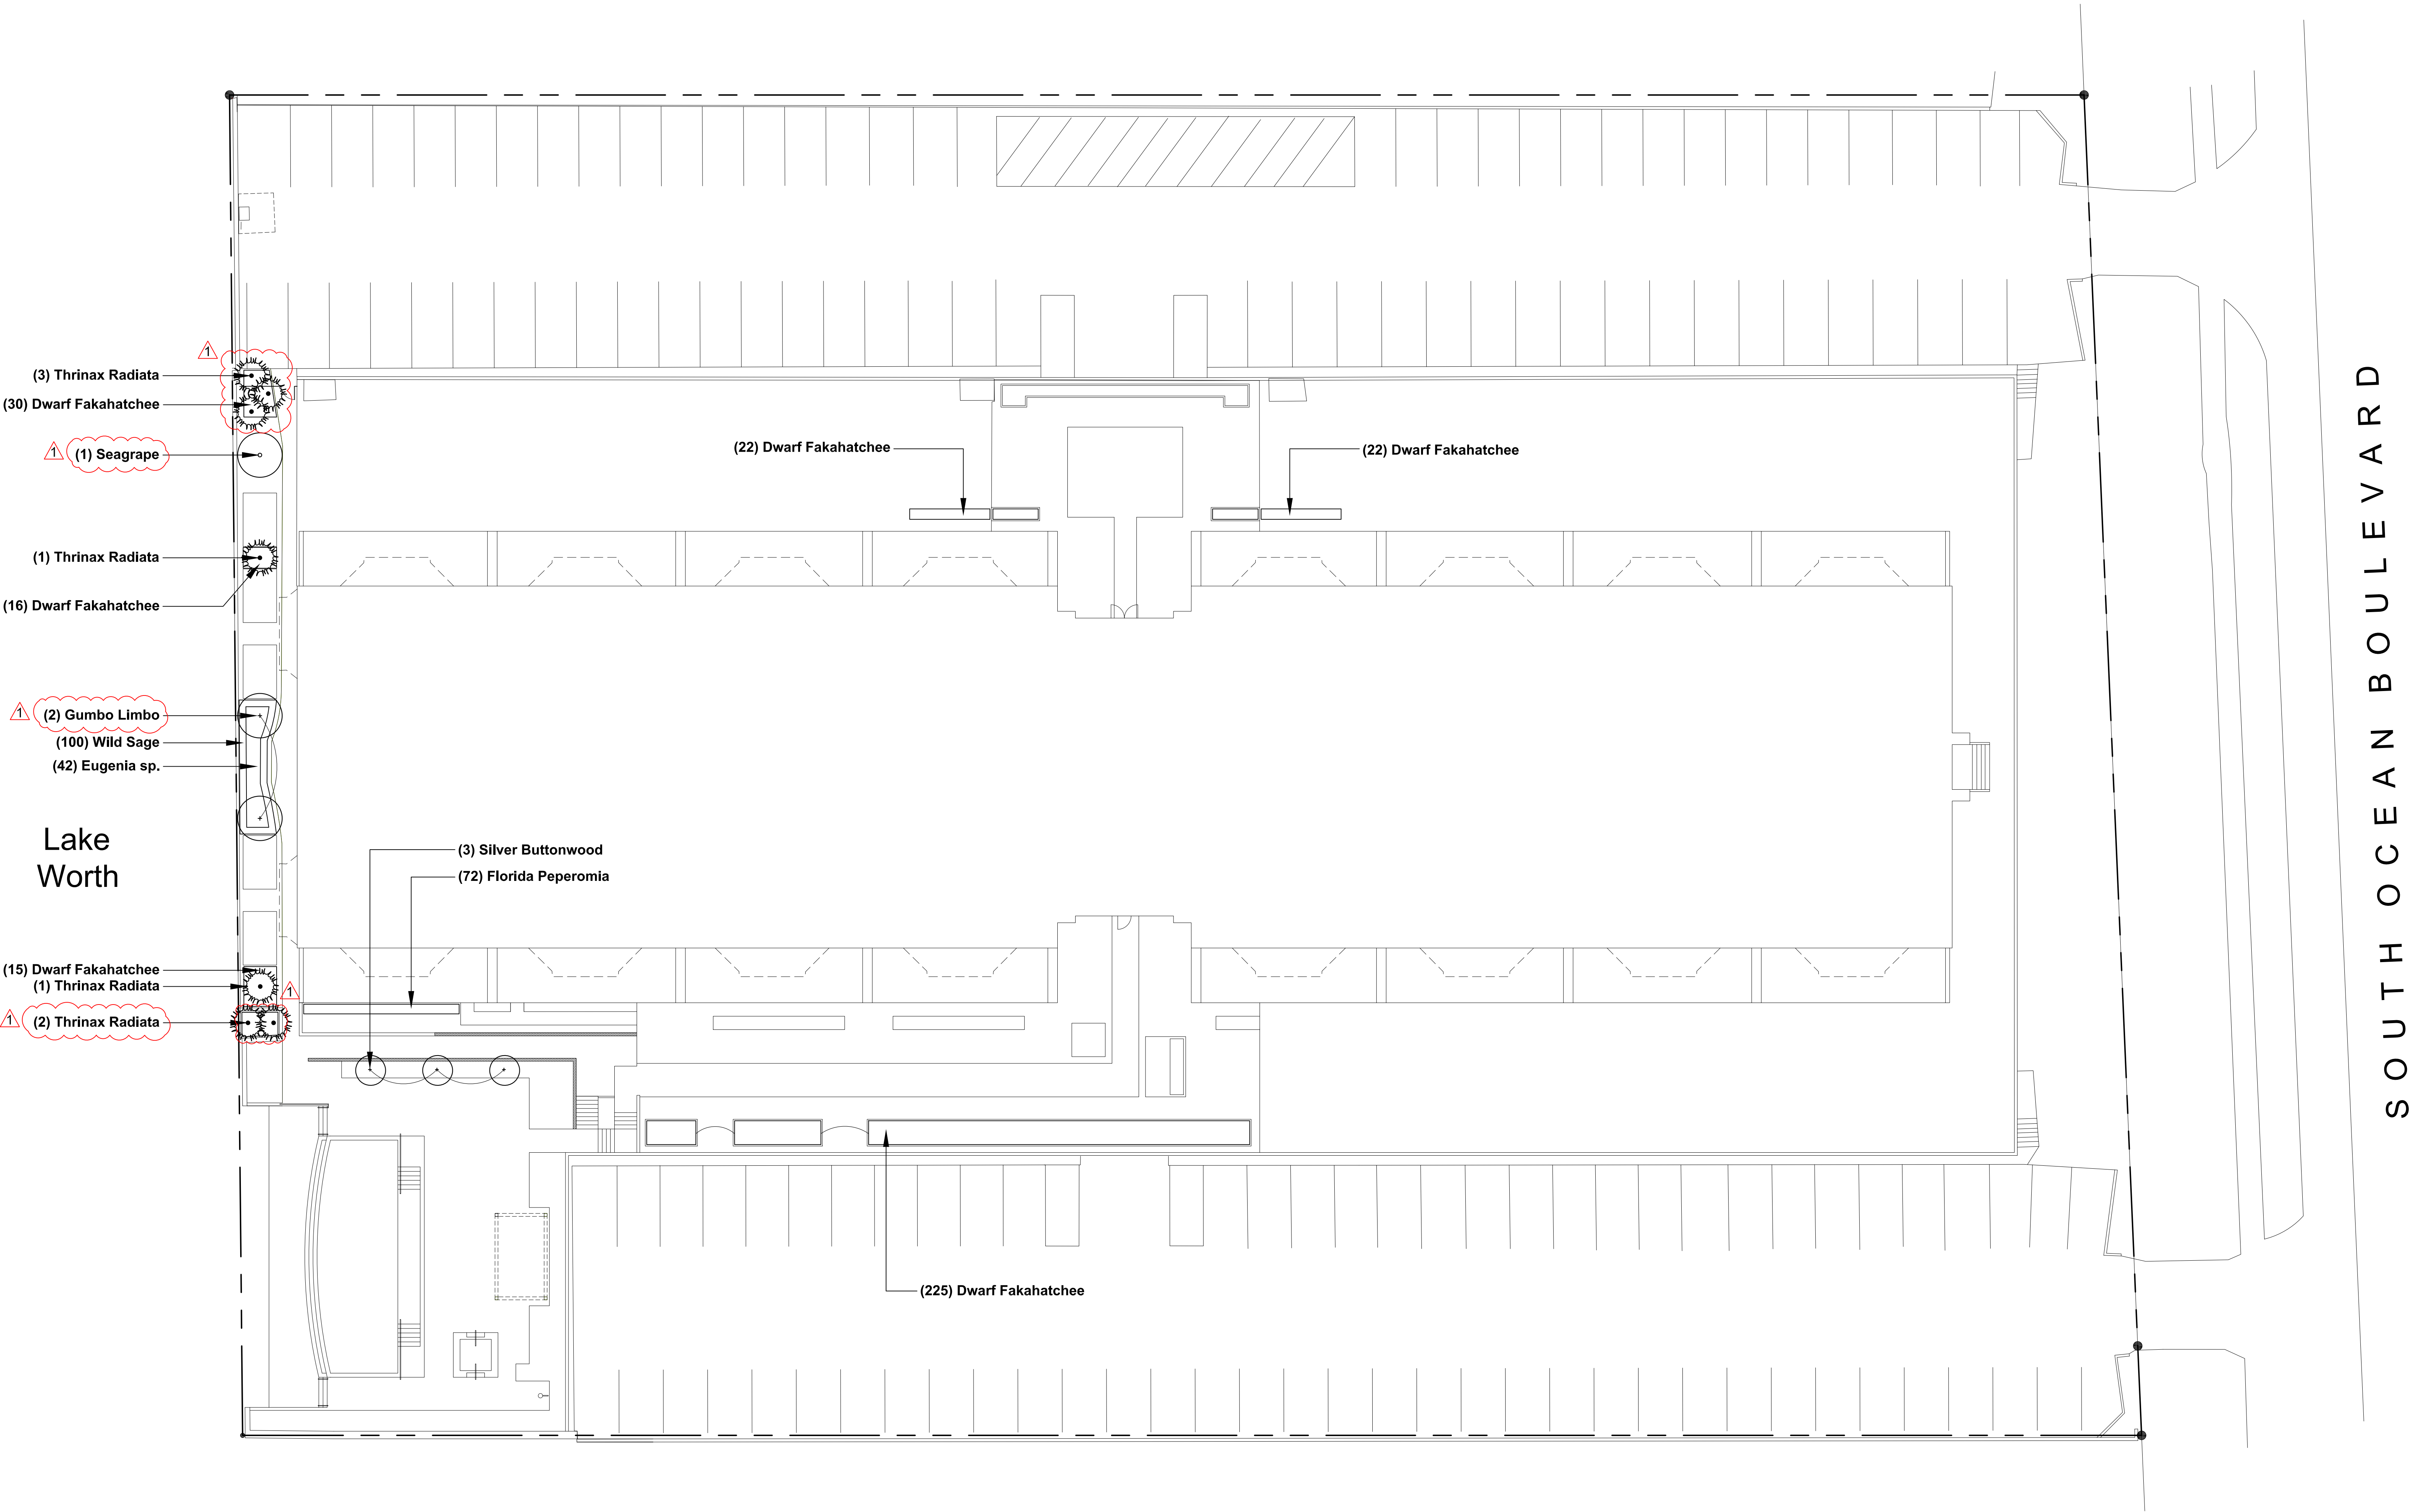 1
(3) Thrinax Radiata
(30) Dwarf Fakahatchee
1
(1) Seagrape
(22) Dwarf Fakahatchee
(22) Dwarf Fakahatchee
(1) Thrinax Radiata
(16) Dwarf Fakahatchee
1
(2) Gumbo Limbo
(100) Wild Sage
(42) Eugenia sp.
Lake
Worth
(3) Silver Buttonwood
(72) Florida Peperomia
(15) Dwarf Fakahatchee
(1) Thrinax Radiata
1
1
(2) Thrinax Radiata
(225) Dwarf Fakahatchee
SOUTH OCEAN BOULEVARD